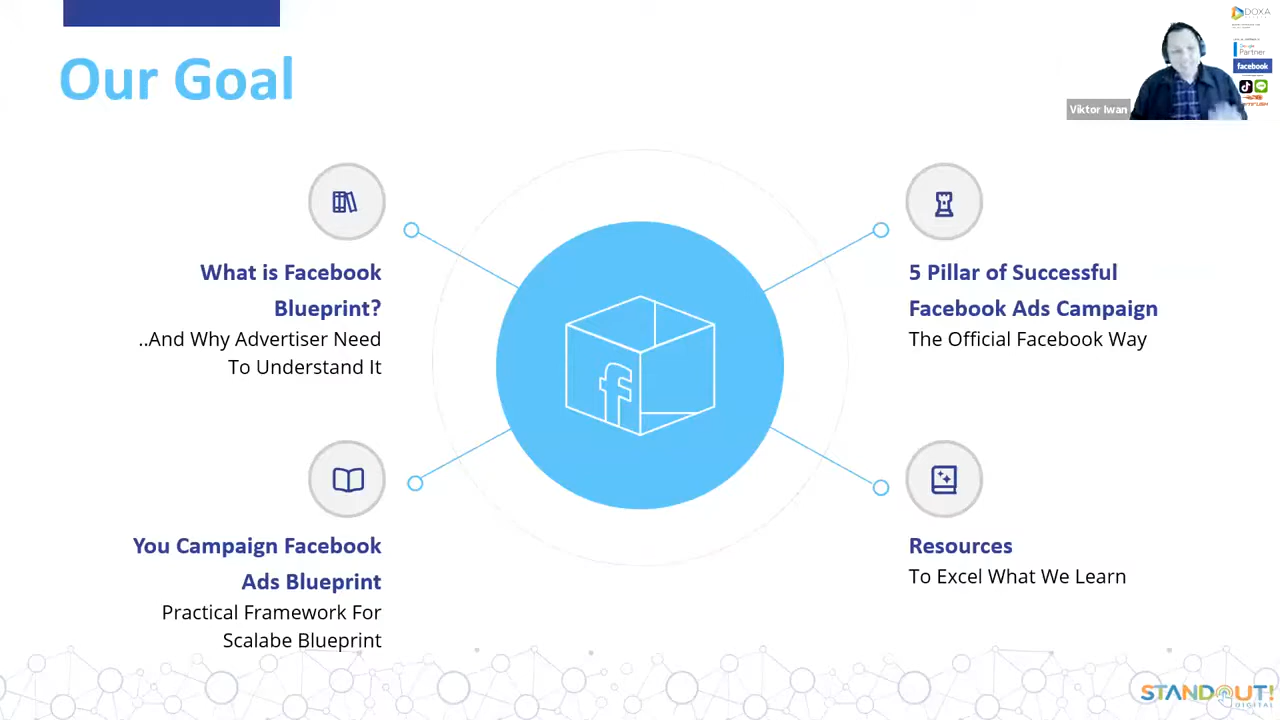 Our Goal
DOXA
Google
Partner
facebook
Viktor Iwan
What is Facebook
Blueprint?
..And Why Advertiser Need
To Understand It
5 Pillar of Successful
Facebook Ads Campaign
The Official Facebook Way
f
You Campaign Facebook
Ads Blueprint
Practical Framework For
Scalabe Blueprint
Resources
To Excel What We Learn
STANDOUT!
DIGITAL